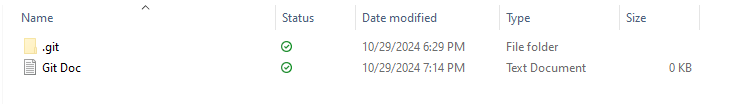 Name Status Date modified Type Size
.git 10/29/2024 6:29 PM File folder
Git Doc 10/29/2024 7:14 PM Text Document 0 KB